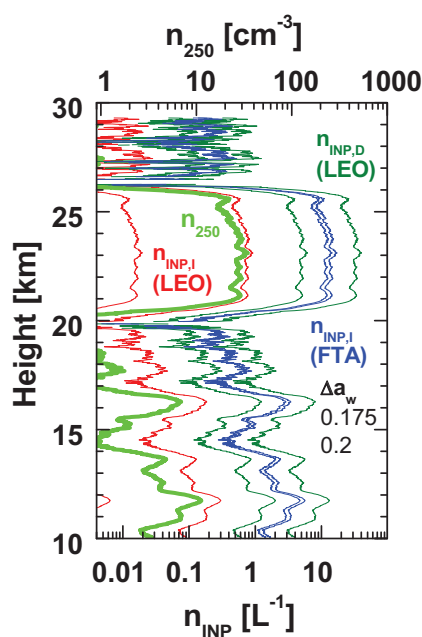 n250 [cm-3]
1 10 100 1000
30
25
20
15
10
Height [km]
nINP,D
(LEO)
n250
nINP,I
(LEO)
nINP,I
(FTA)
Δaw
0.175
0.2
0.01 0.1 1 10
nINP [L-1]